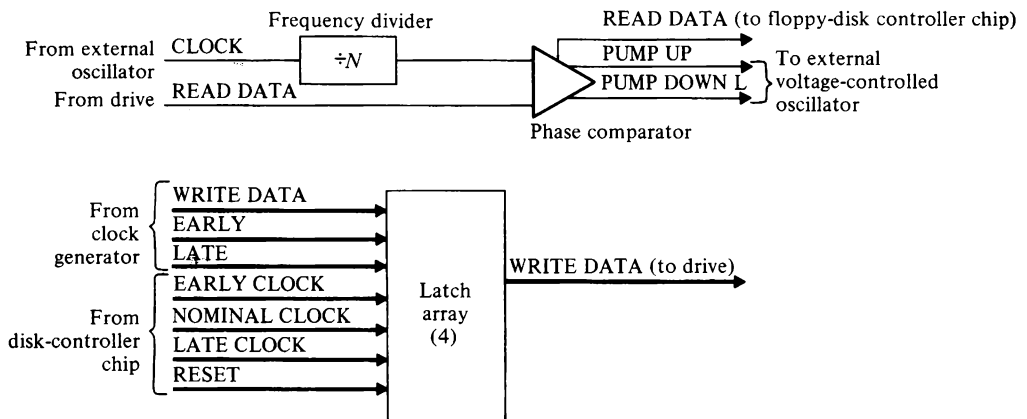 Frequency divider
READ DATA (to floppy-disk controller chip)
From external
oscillator
CLOCK
÷N
PUMP UP
PUMP DOWN L
To external
voltage-controlled
oscillator
From drive
READ DATA
Phase comparator
From
clock
generator
WRITE DATA
EARLY
LATE
From
disk-controller
chip
EARLY CLOCK
NOMINAL CLOCK
LATE CLOCK
RESET
Latch
array
(4)
WRITE DATA (to drive)